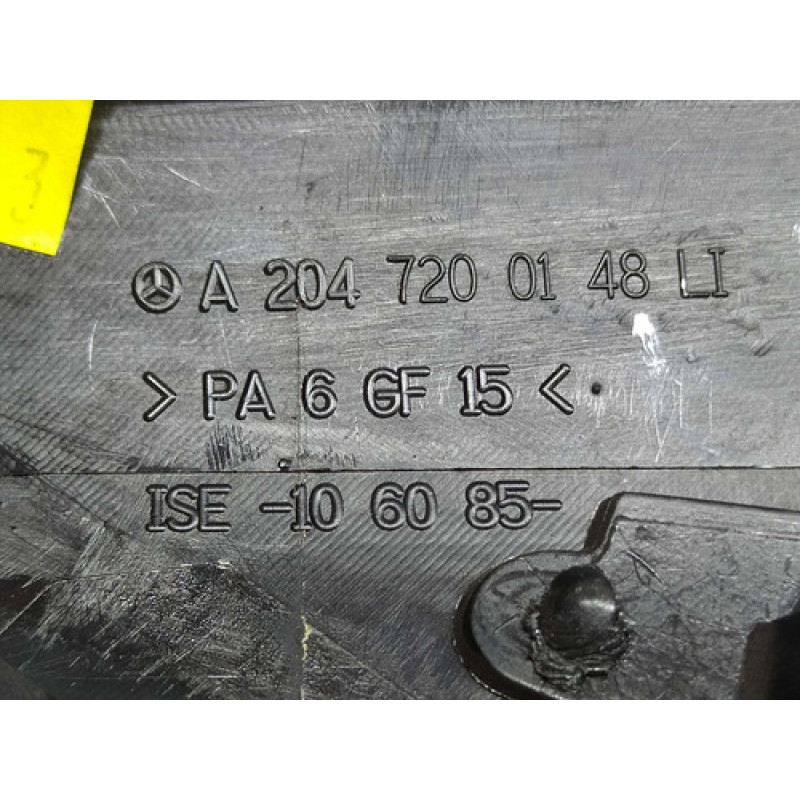 A 204 720 01 48 LI
>PA 6 GF 15<
ISE -10 60 85-